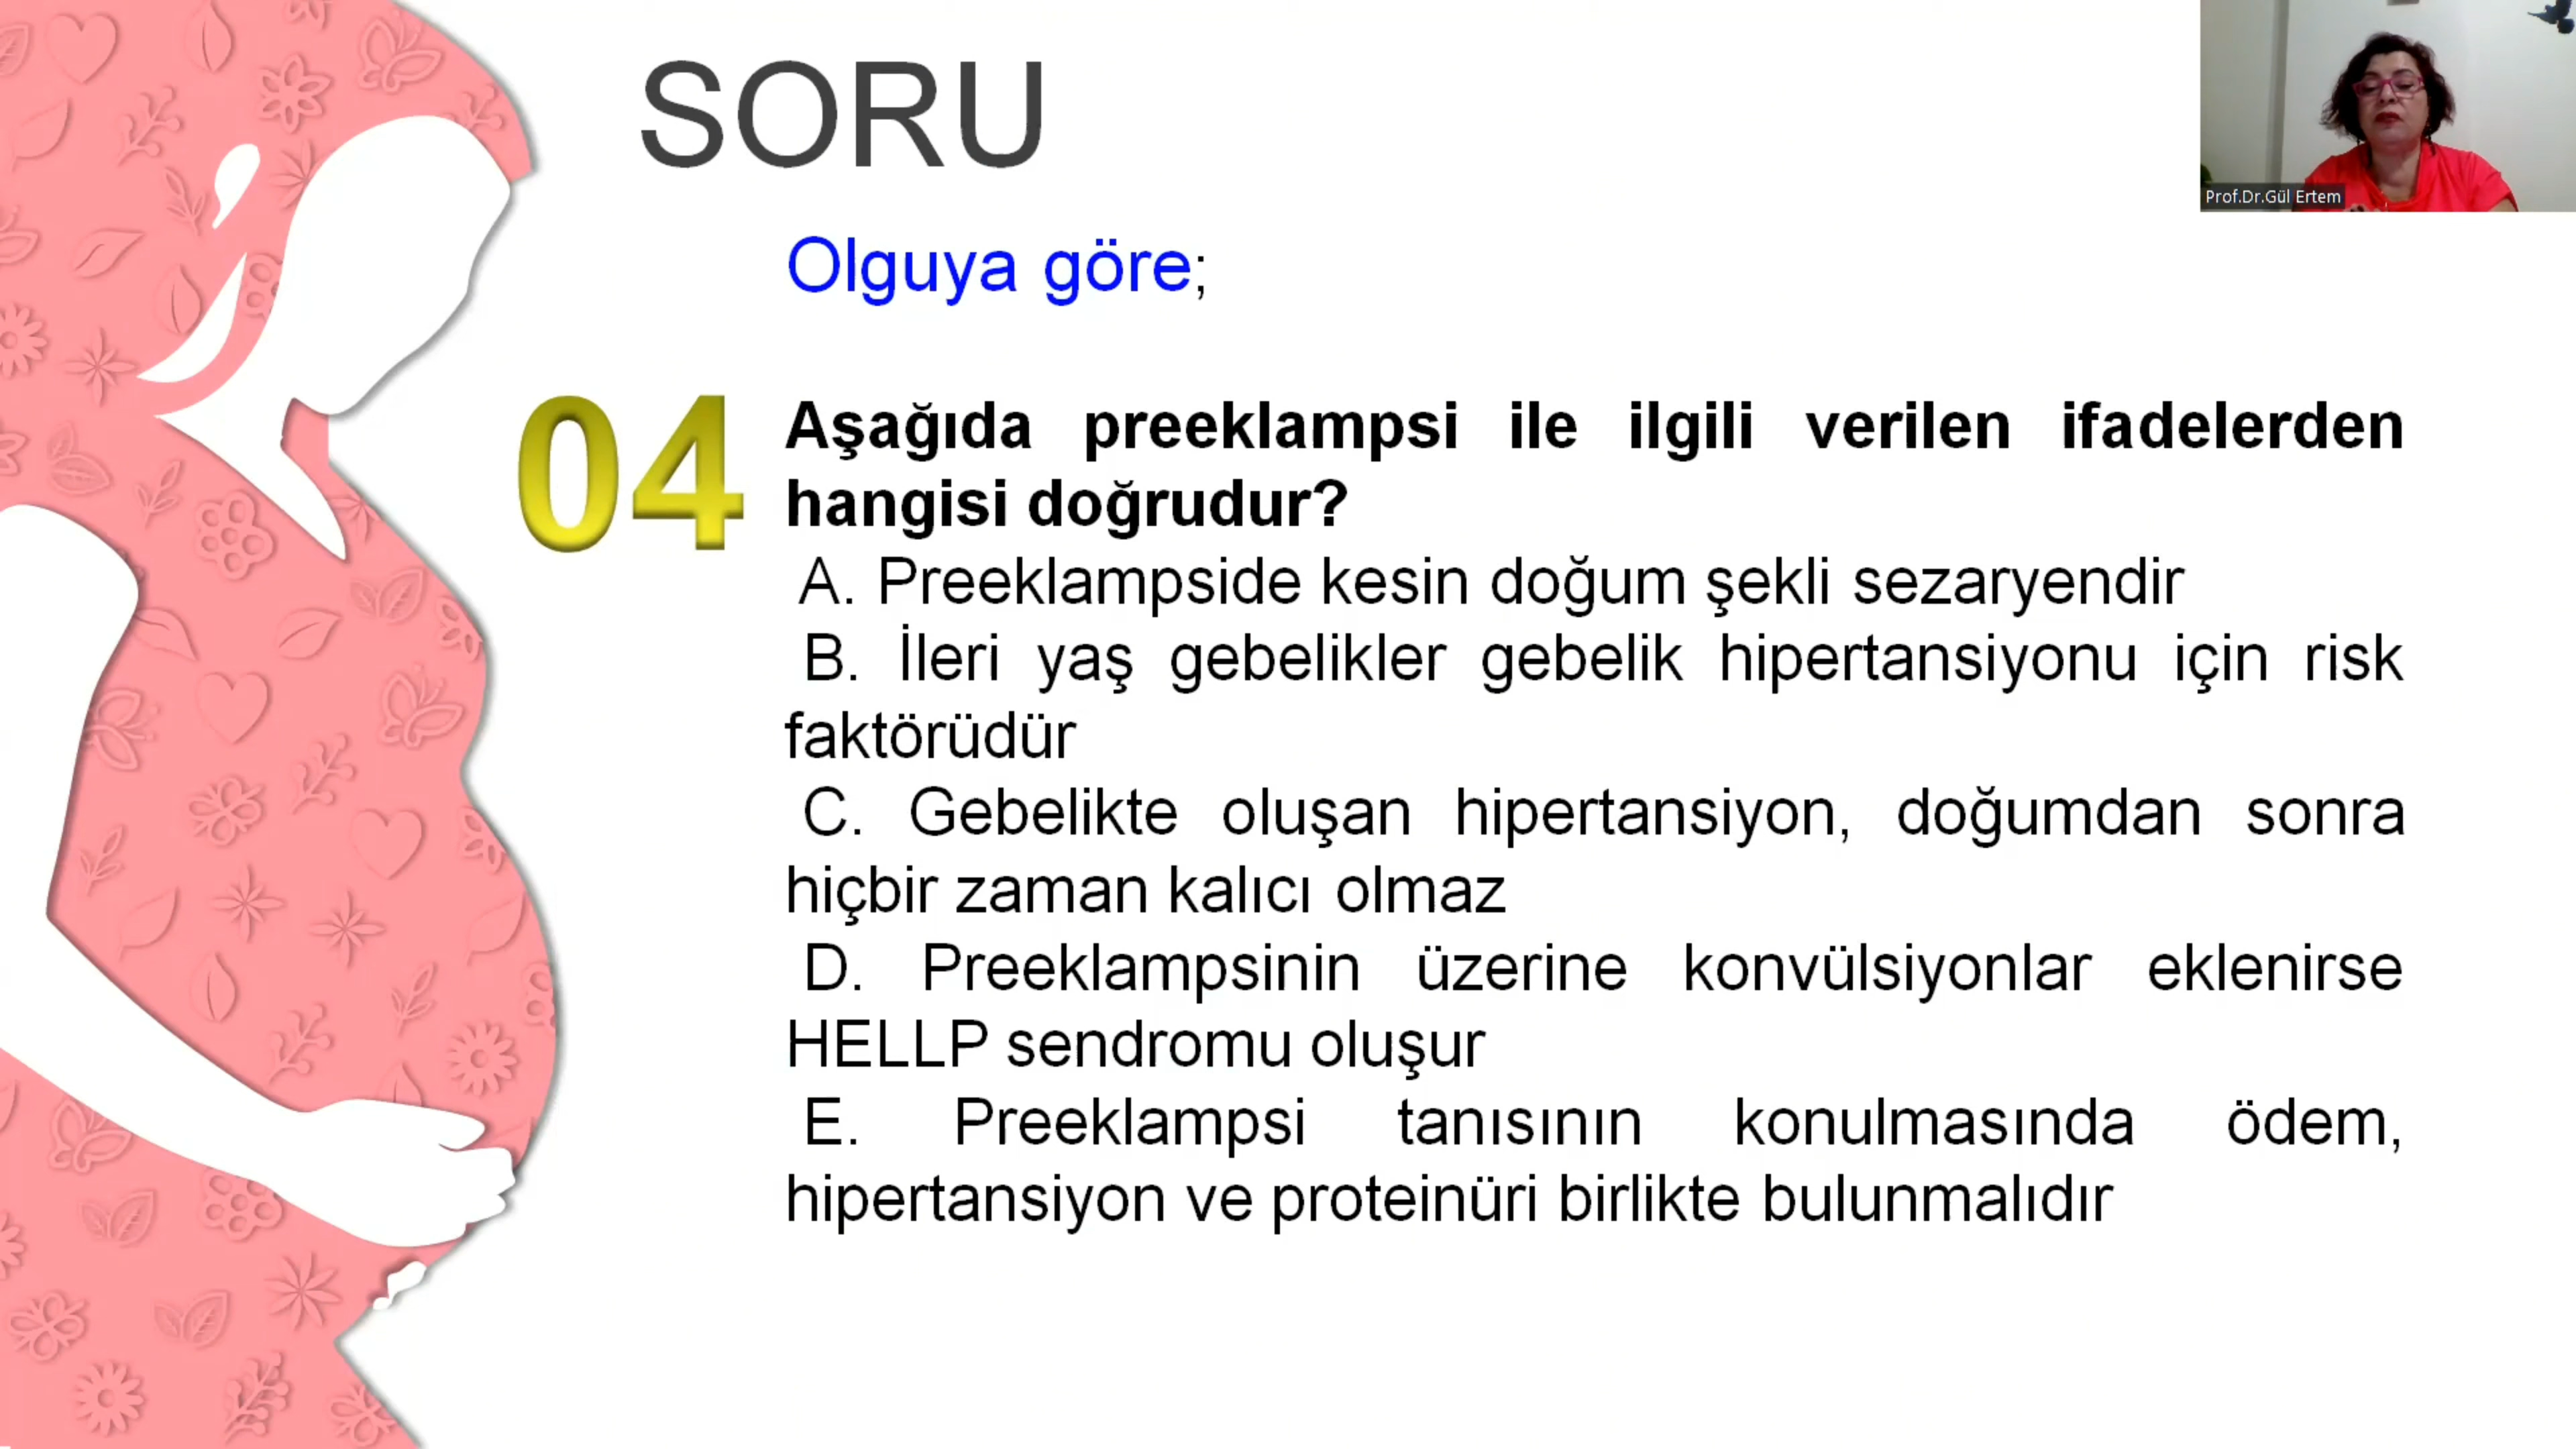 SORU
Prof.Dr.Gül Ertem
Olguya göre;
04
Aşağıda preeklampsi ile ilgili verilen ifadelerden
hangisi doğrudur?
A. Preeklampside kesin doğum şekli sezaryendir
B. İleri yaş gebelikler gebelik hipertansiyonu için risk
faktörüdür
C. Gebelikte oluşan hipertansiyon, doğumdan sonra
hiçbir zaman kalıcı olmaz
D. Preeklampsinin üzerine konvülsiyonlar eklenirse
HELLP sendromu oluşur
E. Preeklampsi tanısının konulmasında ödem,
hipertansiyon ve proteinüri birlikte bulunmalıdır